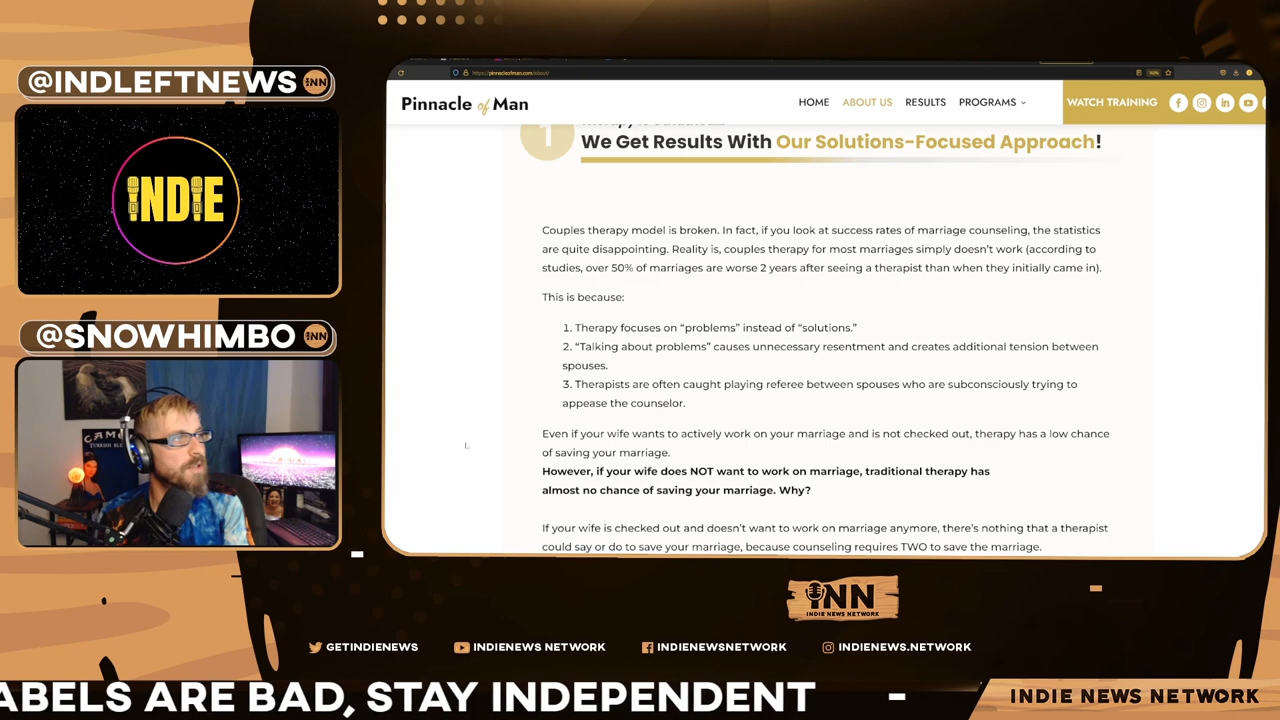 @INDLEFTNEWS INN
INDIE
@SNOWHIMBO INN
CAMEL
TURKISH BLE
https://pinnacleofman.com/about/
Pinnacle of Man
HOME
ABOUT US
RESULTS
PROGRAMS
WATCH TRAINING
1
We Get Results With Our Solutions-Focused Approach!
Couples therapy model is broken. In fact, if you look at success rates of marriage counseling, the statistics
are quite disappointing. Reality is, couples therapy for most marriages simply doesn’t work (according to
studies, over 50% of marriages are worse 2 years after seeing a therapist than when they initially came in).
This is because:
1. Therapy focuses on “problems” instead of “solutions.”
2. “Talking about problems” causes unnecessary resentment and creates additional tension between
spouses.
3. Therapists are often caught playing referee between spouses who are subconsciously trying to
appease the counselor.
Even if your wife wants to actively work on your marriage and is not checked out, therapy has a low chance
of saving your marriage.
However, if your wife does NOT want to work on marriage, traditional therapy has
almost no chance of saving your marriage. Why?
If your wife is checked out and doesn’t want to work on marriage anymore, there’s nothing that a therapist
could say or do to save your marriage, because counseling requires TWO to save the marriage.
INN
INDIE NEWS NETWORK
GETINDIENEWS
INDIENEWS NETWORK
INDIENEWSNETWORK
INDIENEWS.NETWORK
ABELS ARE BAD, STAY INDEPENDENT -
INDIE NEWS NETWORK